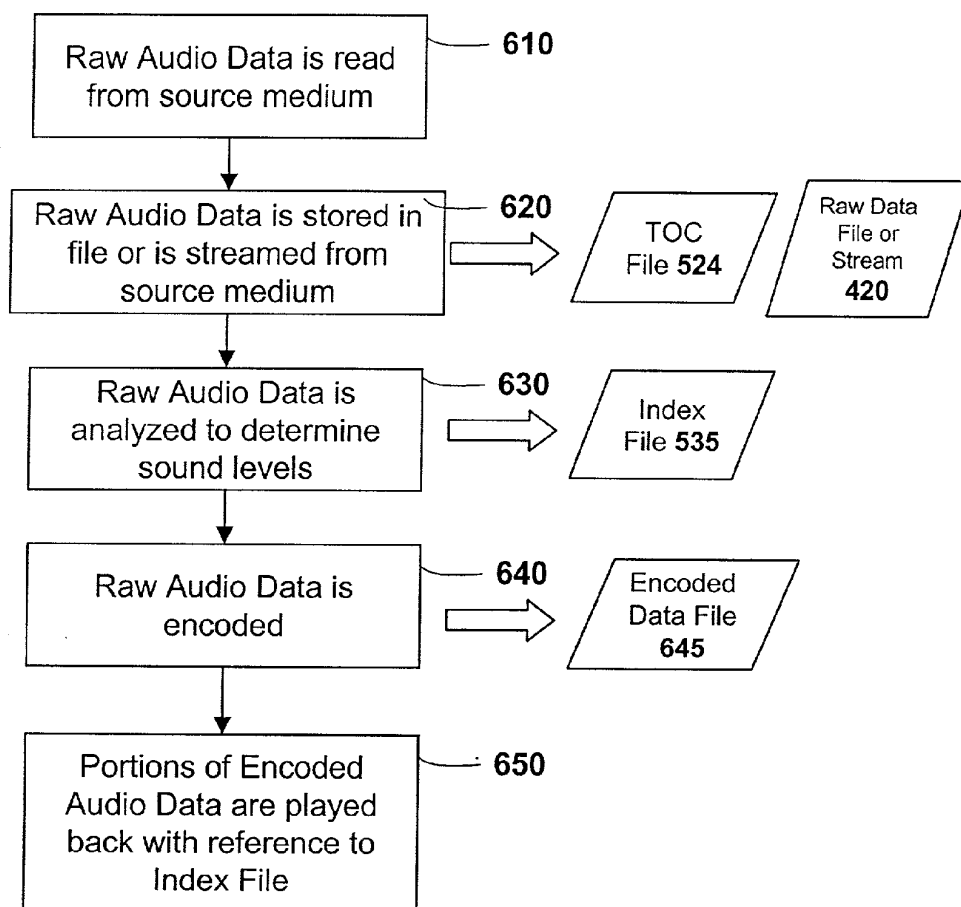 Raw Audio Data is read
from source medium
610
Raw Audio Data is stored in
file or is streamed from
source medium
620
TOC
File 524
Raw Data
File or
Stream
420
Raw Audio Data is
analyzed to determine
sound levels
630
Index
File 535
Raw Audio Data is
encoded
640
Encoded
Data File
645
Portions of Encoded
Audio Data are played
back with reference to
Index File
650